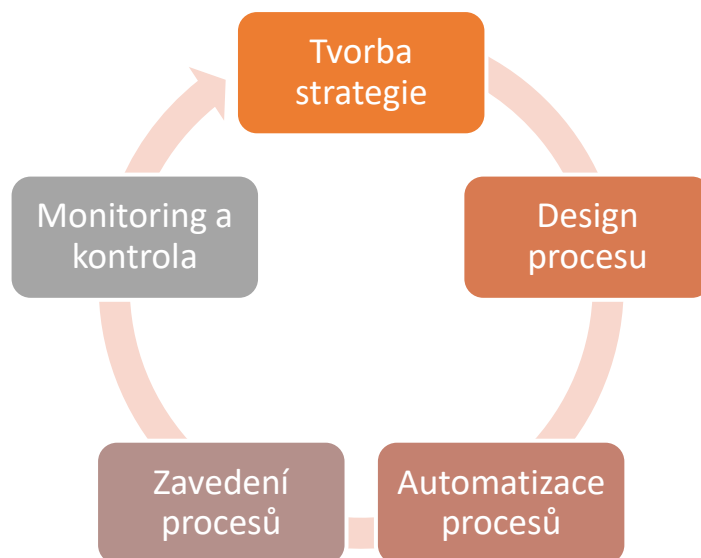 Tvorba
strategie
Design
procesu
Automatizace
procesů
Zavedení
procesů
Monitoring a
kontrola